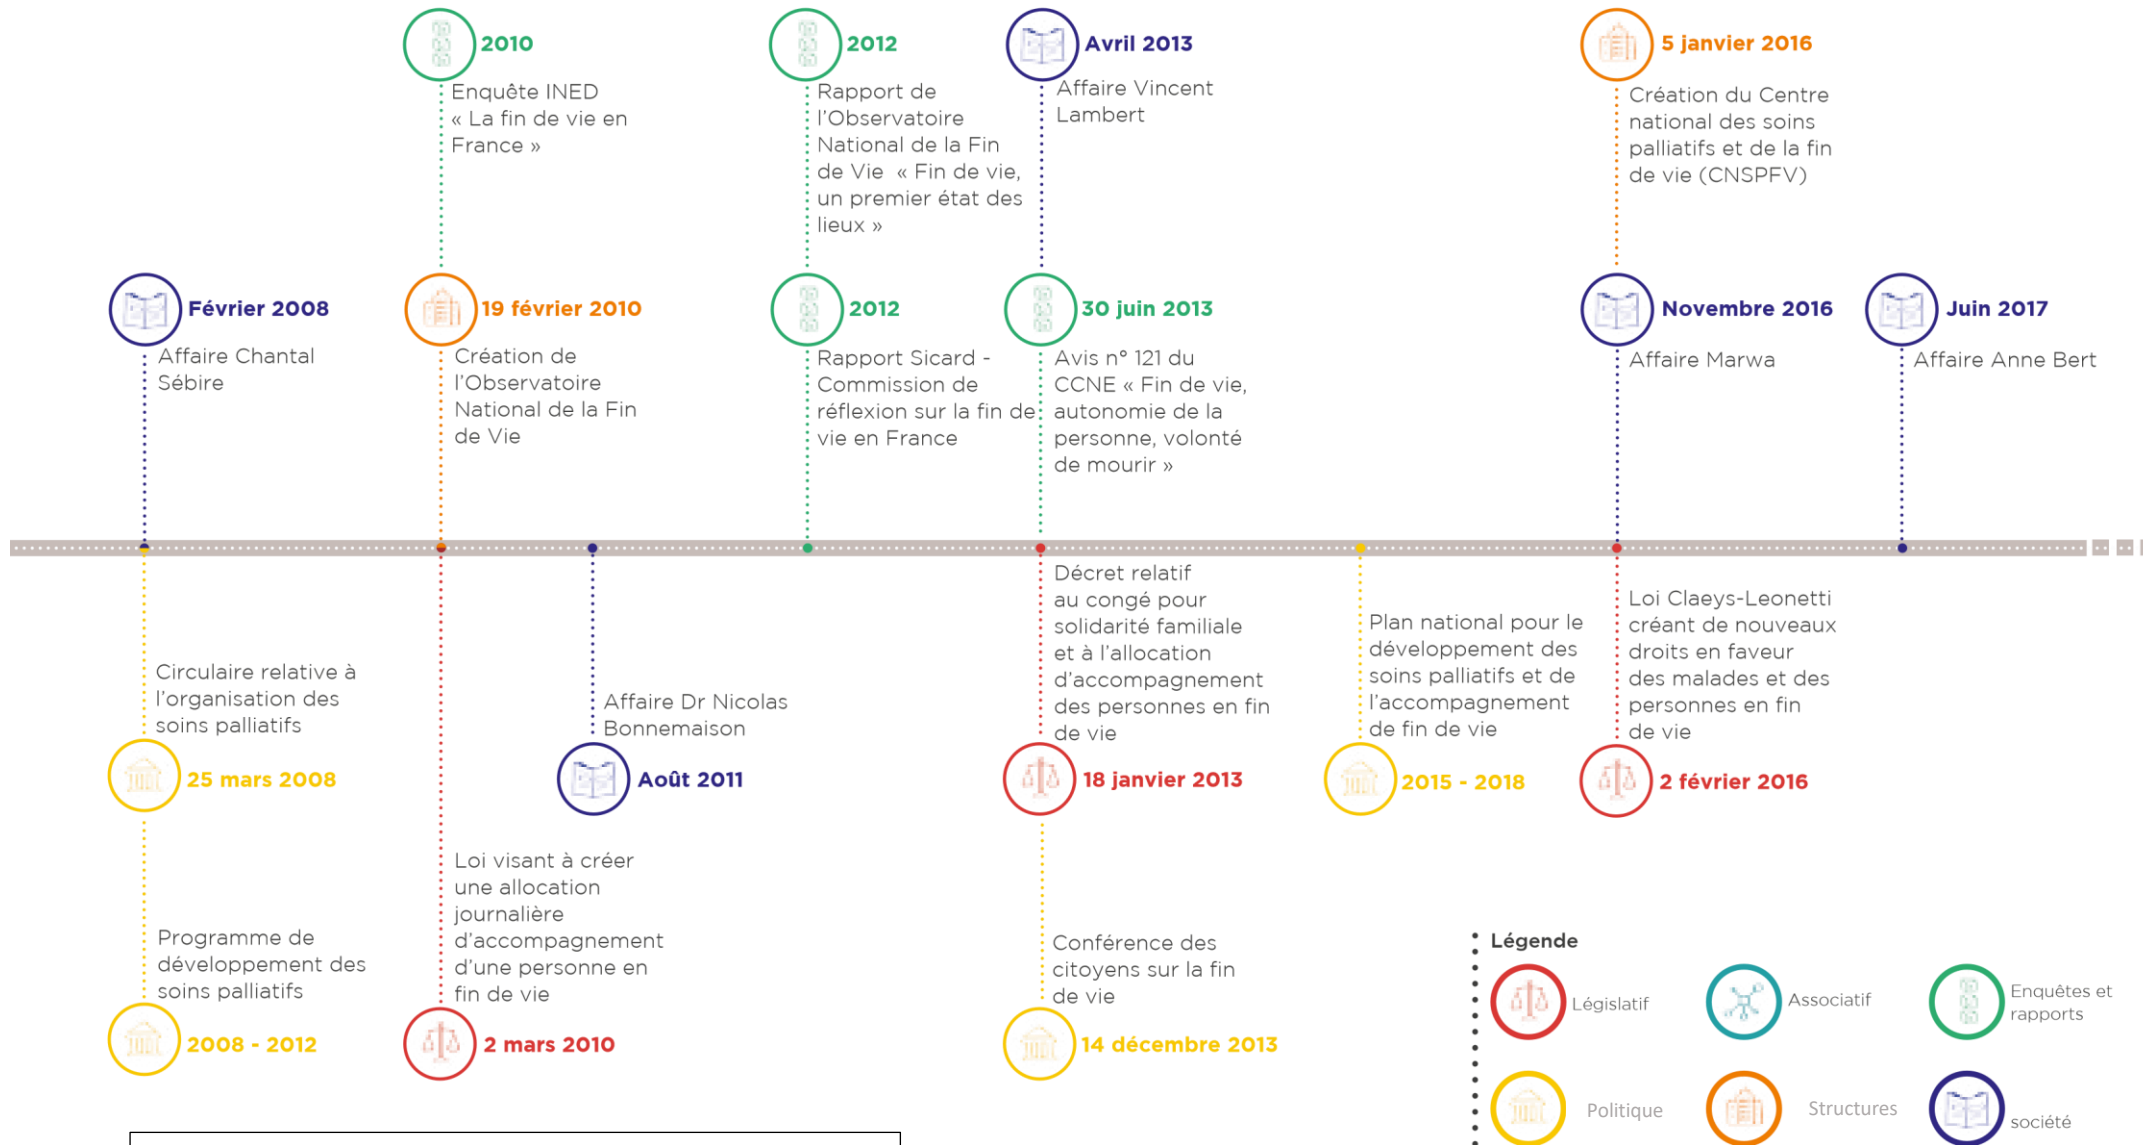 2010
Enquête INED
« La fin de vie en
France »
2012
Rapport de
l'Observatoire
National de la Fin
de Vie « Fin de vie,
un premier état des
lieux »
Avril 2013
Affaire Vincent
Lambert
5 janvier 2016
Création du Centre
national des soins
palliatifs et de la fin
de vie (CNSPFV)
Février 2008
Affaire Chantal
Sébire
19 février 2010
Création de
l'Observatoire
National de la Fin
de Vie
2012
Rapport Sicard -
Commission de
réflexion sur la fin de
vie en France
30 juin 2013
Avis n° 121 du
CCNE « Fin de vie,
autonomie de la
personne, volonté
de mourir »
Novembre 2016
Affaire Marwa
Juin 2017
Affaire Anne Bert
Circulaire relative à
l'organisation des
soins palliatifs
25 mars 2008
Affaire Dr Nicolas
Bonnemaison
Août 2011
Décret relatif
au congé pour
solidarité familiale
et à l'allocation
d'accompagnement
des personnes en fin
de vie
18 janvier 2013
Plan national pour le
développement des
soins palliatifs et de
l'accompagnement
de fin de vie
2015 - 2018
Loi Claeys-Leonetti
créant de nouveaux
droits en faveur
des malades et des
personnes en fin
de vie
2 février 2016
Programme de
développement des
soins palliatifs
2008 - 2012
Loi visant à créer
une allocation
journalière
d'accompagnement
d'une personne en
fin de vie
2 mars 2010
Conférence des
citoyens sur la fin
de vie
14 décembre 2013
Légende
Législatif
Associatif
Enquêtes et
rapports
Politique
Structures
société